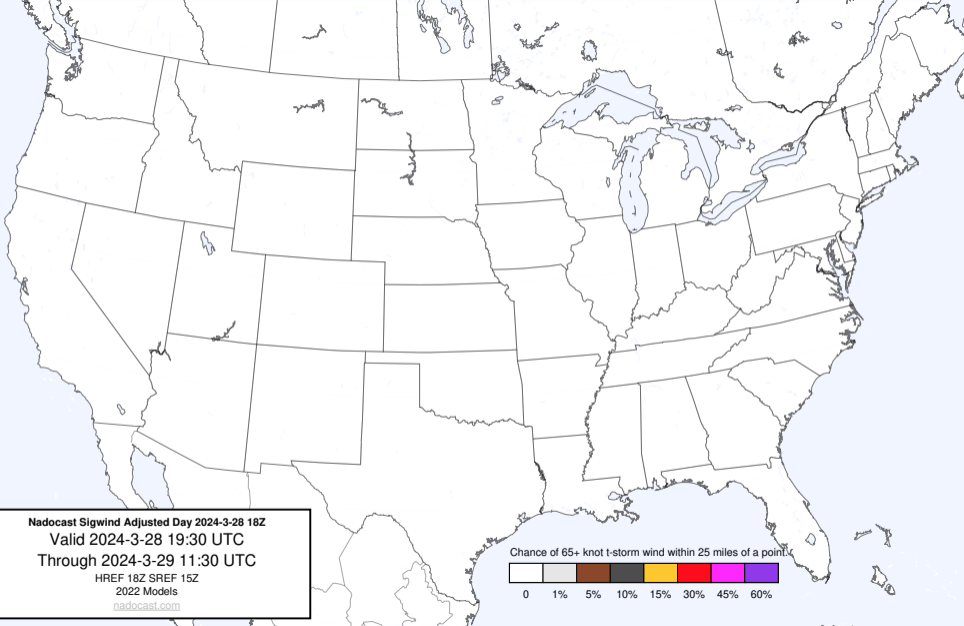 Nadocast Sigwind Adjusted Day 2024-3-28 18Z
Valid 2024-3-28 19:30 UTC
Through 2024-3-29 11:30 UTC
HREF 18Z SREF 15Z
2022 Models
nadocast.com
Chance of 65+ knot t-storm wind within 25 miles of a point.
0 1% 5% 10% 15% 30% 45% 60%